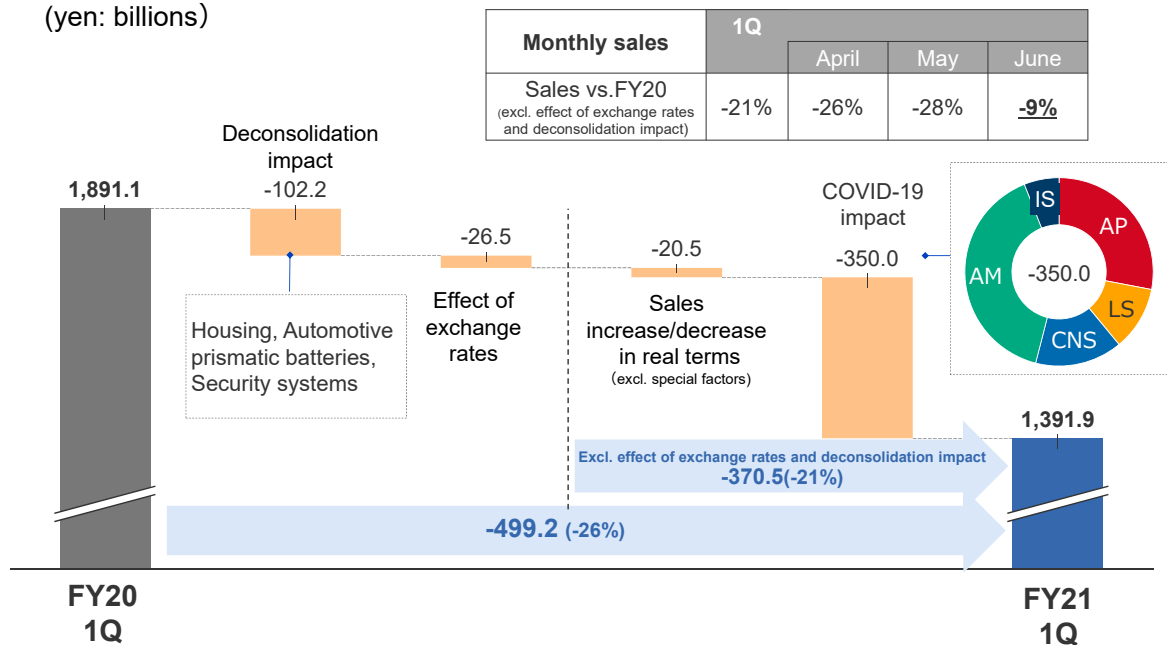 (yen: billions）
Monthly sales
1Q
April
May
June
Sales vs.FY20
(excl. effect of exchange rates
and deconsolidation impact)
-21%
-26%
-28%
-9%
Deconsolidation
impact
1,891.1
-102.2
-26.5
-20.5
COVID-19
impact
-350.0
IS
AP
AM
-350.0
LS
CNS
Housing, Automotive
prismatic batteries,
Security systems
Effect of
exchange
rates
Sales
increase/decrease
in real terms
（excl. special factors)
1,391.9
Excl. effect of exchange rates and deconsolidation impact
-370.5(-21%)
-499.2 (-26%)
FY20
1Q
FY21
1Q